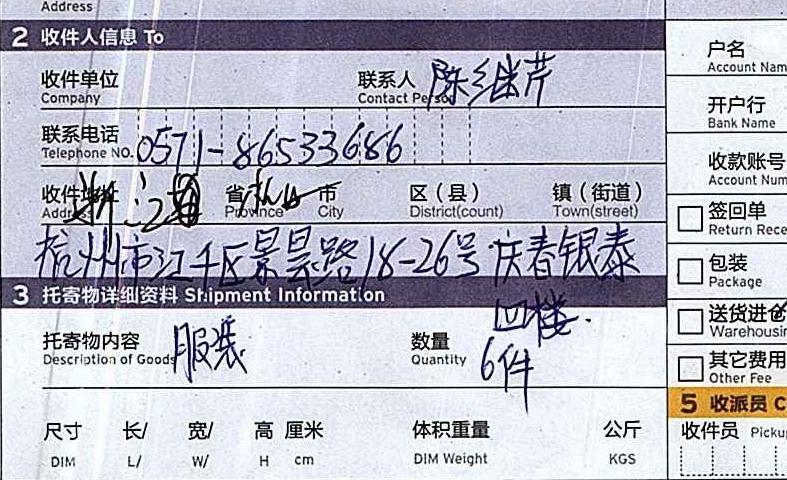 Address
2 收件人信息 To
收件单位 联系人 陈继芹
Company Contact Person
联系电话 0571-86533686
Telephone NO.
收件地址 浙江 省 杭州 市 区（县） 镇（街道）
Address Province City District(count) Town(street)
杭州市江干区景昙路18-26号 庆春银泰
四楼.
3 托寄物详细资料 Shipment Information
托寄物内容 服装 数量 6件
Description of Goods Quantity
尺寸 长/ 宽/ 高 厘米 体积重量 公斤
DIM L/ W/ H cm DIM Weight KGS
户名
Account Nam
开户行
Bank Name
收款账号
Account Num
签回单
Return Rece
包装
Package
送货进仓
Warehousin
其它费用
Other Fee
5 收派员 C
收件员 Pickup